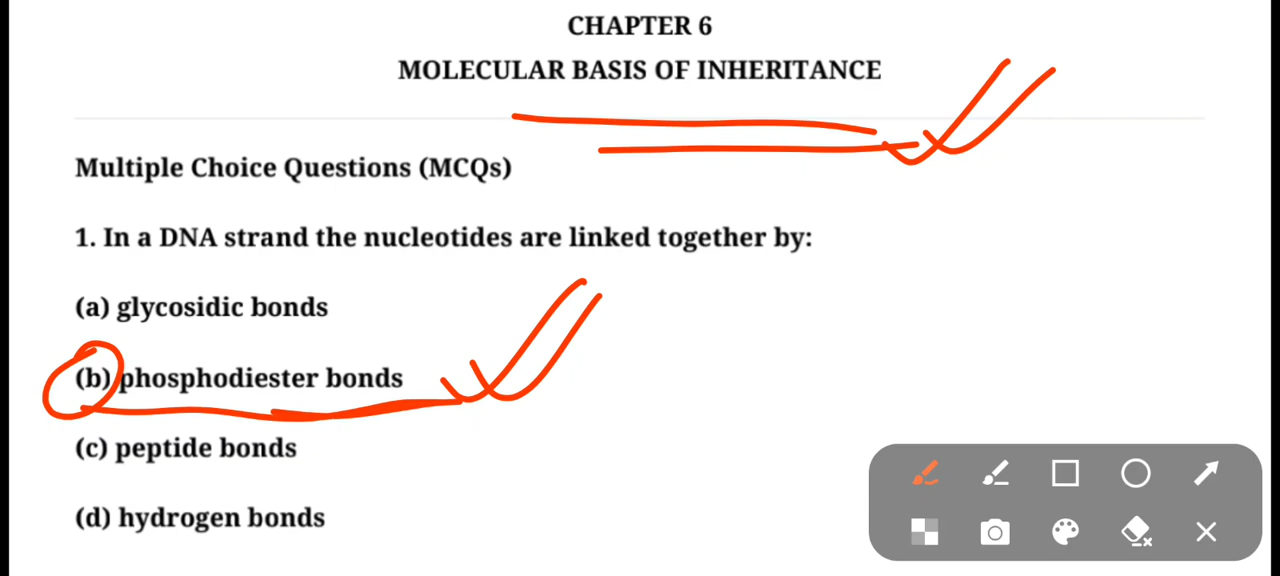 CHAPTER 6
MOLECULAR BASIS OF INHERITANCE
Multiple Choice Questions (MCQs)
1. In a DNA strand the nucleotides are linked together by:
(a) glycosidic bonds
(b) phosphodiester bonds
(c) peptide bonds
(d) hydrogen bonds